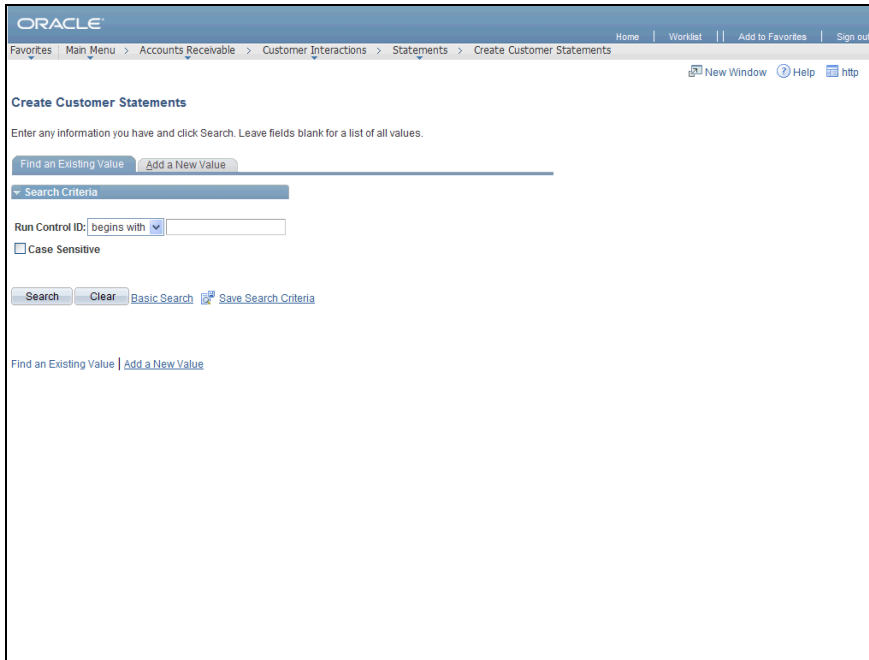 ORACLE
Home | Worklist || Add to Favorites | Sign out
Favorites | Main Menu > Accounts Receivable > Customer Interactions > Statements > Create Customer Statements
New Window Help http
Create Customer Statements
Enter any information you have and click Search. Leave fields blank for a list of all values.
Find an Existing Value Add a New Value
Search Criteria
Run Control ID: begins with
Case Sensitive
Search Clear Basic Search Save Search Criteria
Find an Existing Value | Add a New Value